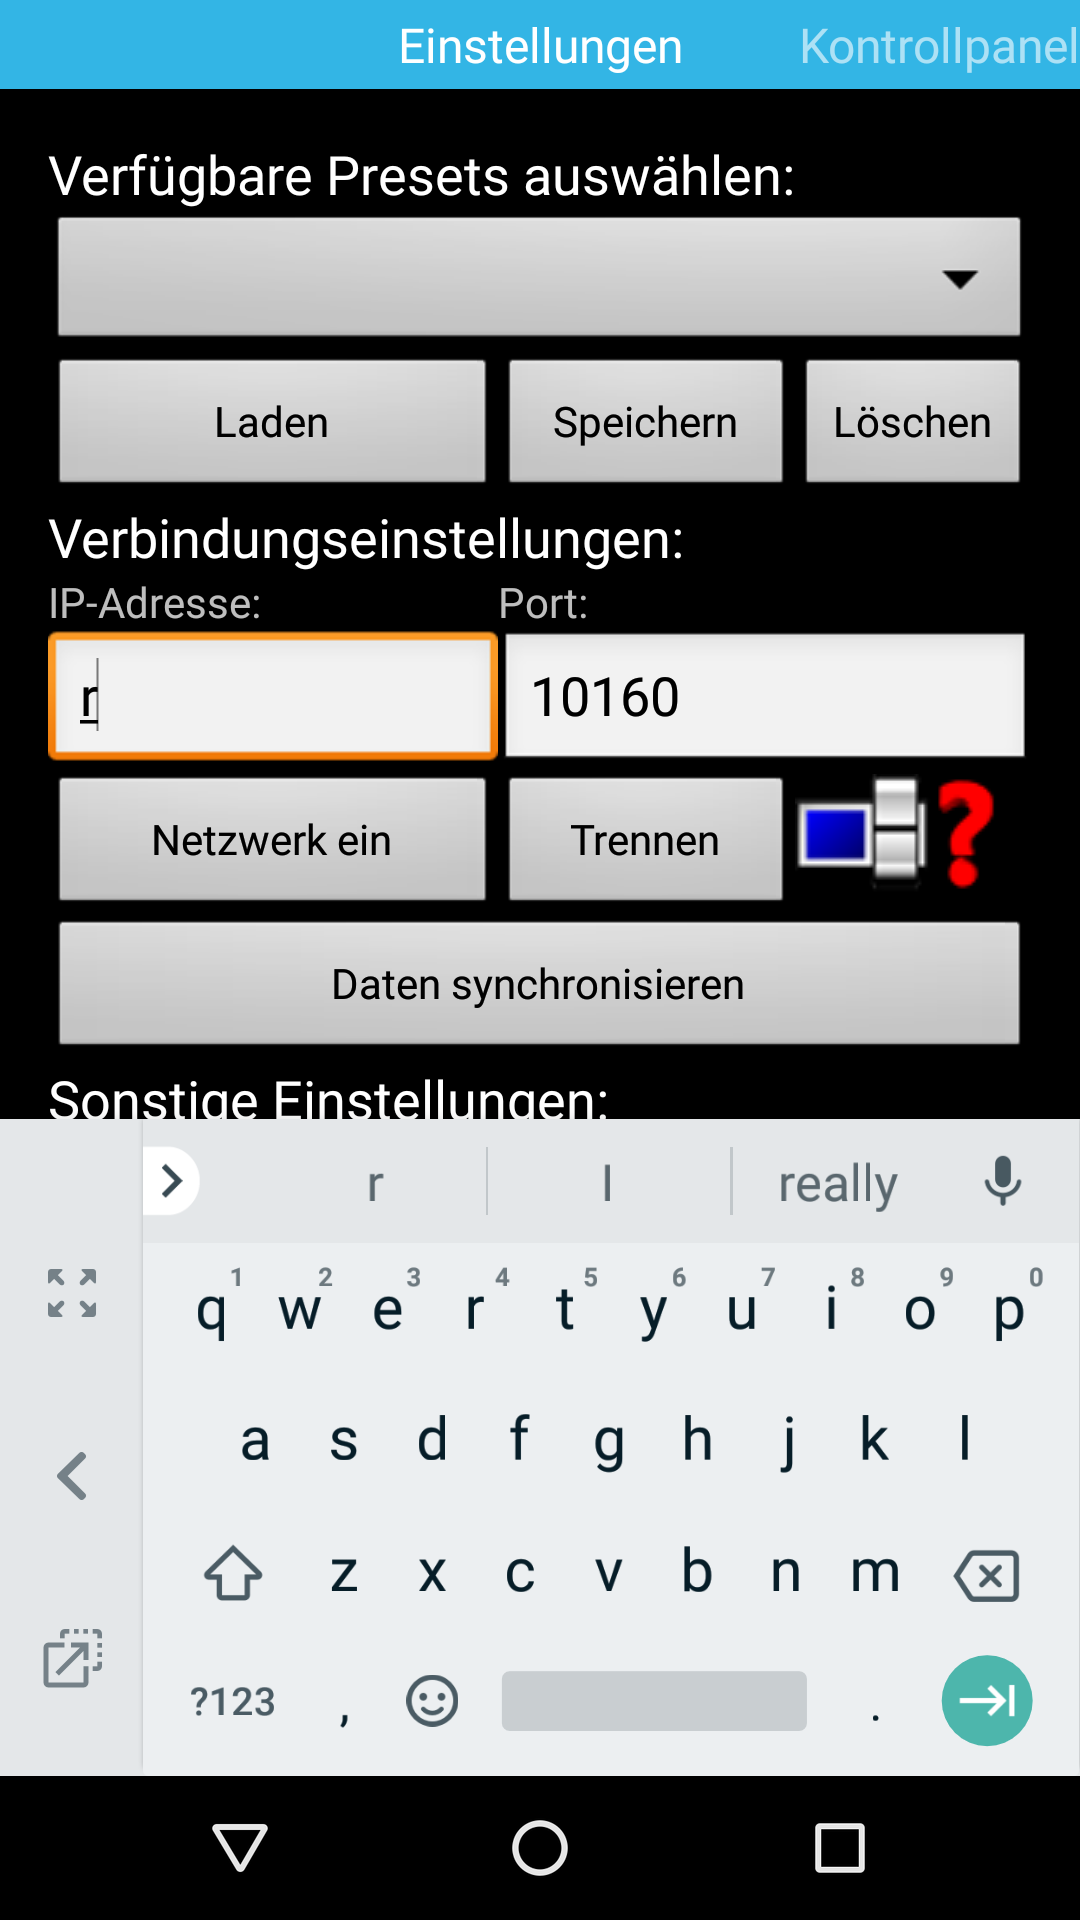 Einstellungen Kontrollpanel
Verfügbare Presets auswählen:
Laden Speichern Löschen
Verbindungseinstellungen:
IP-Adresse: Port:
r 10160
Netzwerk ein Trennen ?
Daten synchronisieren
Sonstige Einstellungen:
r I really
1 2 3 4 5 6 7 8 9 0
q w e r t y u i o p
a s d f g h j k l
z x c v b n m
?123 , .